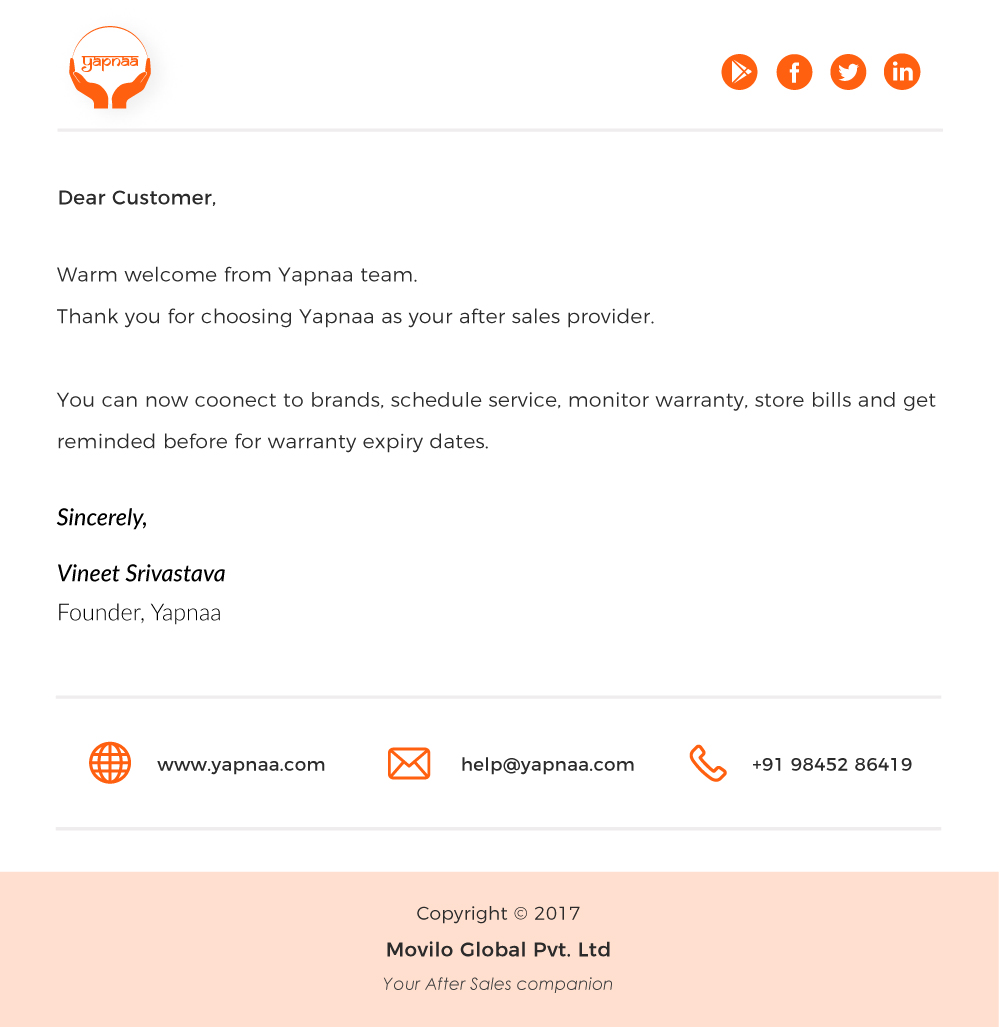 yapnaa
Dear Customer,
Warm welcome from Yapnaa team.
Thank you for choosing Yapnaa as your after sales provider.
You can now coonect to brands, schedule service, monitor warranty, store bills and get
reminded before for warranty expiry dates.
Sincerely,
Vineet Srivastava
Founder, Yapnaa
www.yapnaa.com
help@yapnaa.com
+91 98452 86419
Copyright © 2017
Movilo Global Pvt. Ltd
Your After Sales companion